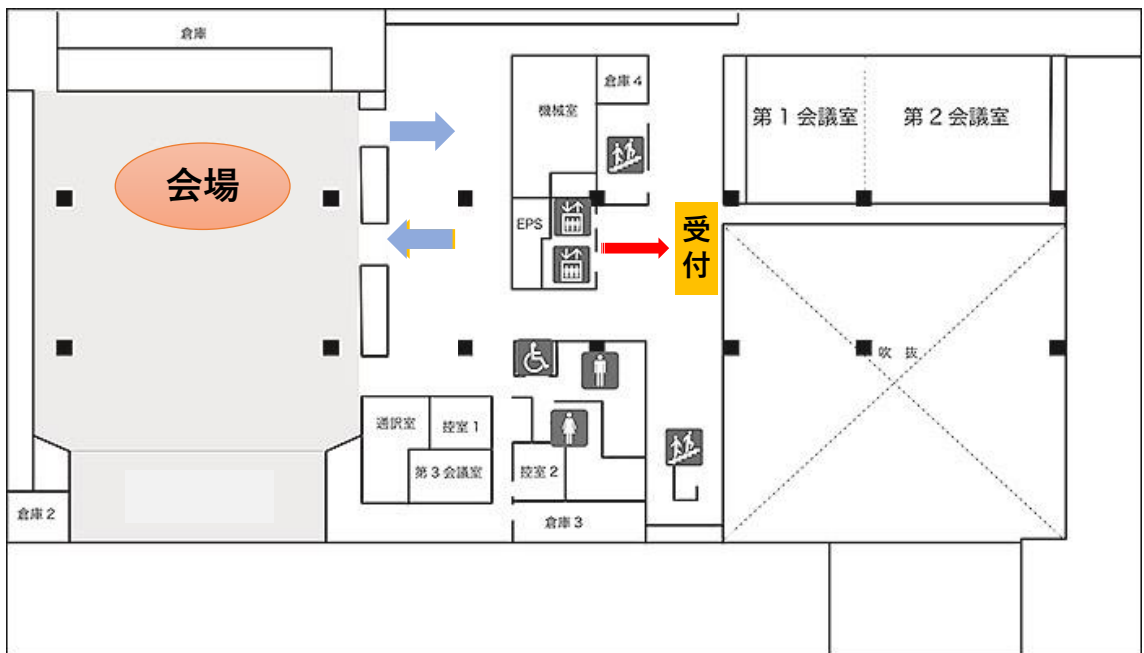 倉庫
倉庫4
機械室
第1会議室
第2会議室
会場
EPS
受付
吹 抜
通訳室
控室1
第3会議室
控室2
倉庫2
倉庫3